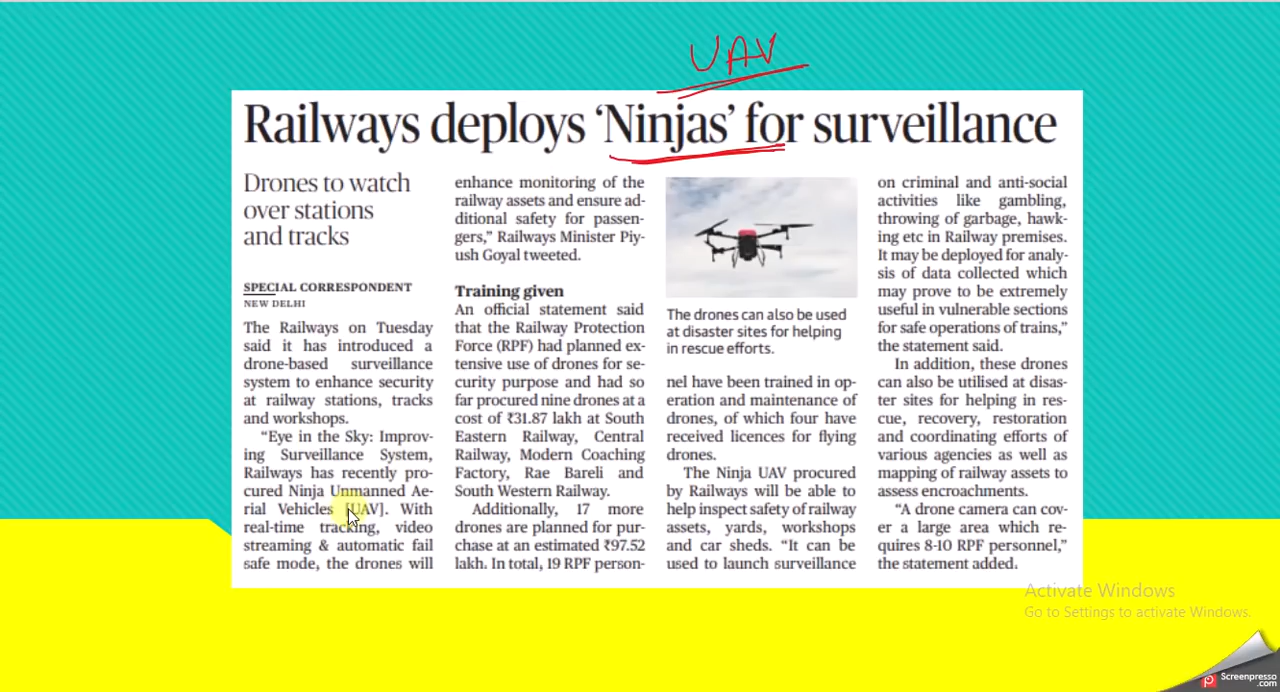 UAV
Railways deploys ‘Ninjas’ for surveillance
Drones to watch
over stations
and tracks
SPECIAL CORRESPONDENT
NEW DELHI
The Railways on Tuesday
said it has introduced a
drone-based surveillance
system to enhance security
at railway stations, tracks
and workshops.
“Eye in the Sky: Improv-
ing Surveillance System,
Railways has recently pro-
cured Ninja Unmanned Ae-
rial Vehicles [UAV]. With
real-time tracking, video
streaming & automatic fail
safe mode, the drones will
enhance monitoring of the
railway assets and ensure ad-
ditional safety for passen-
gers,” Railways Minister Piy-
ush Goyal tweeted.
Training given
An official statement said
that the Railway Protection
Force (RPF) had planned ex-
tensive use of drones for se-
curity purpose and had so
far procured nine drones at a
cost of ₹31.87 lakh at South
Eastern Railway, Central
Railway, Modern Coaching
Factory, Rae Bareli and
South Western Railway.
Additionally, 17 more
drones are planned for pur-
chase at an estimated ₹97.52
lakh. In total, 19 RPF person-
The drones can also be used
at disaster sites for helping
in rescue efforts.
nel have been trained in op-
eration and maintenance of
drones, of which four have
received licences for flying
drones.
The Ninja UAV procured
by Railways will be able to
help inspect safety of railway
assets, yards, workshops
and car sheds. “It can be
used to launch surveillance
on criminal and anti-social
activities like gambling,
throwing of garbage, hawk-
ing etc in Railway premises.
It may be deployed for analy-
sis of data collected which
may prove to be extremely
useful in vulnerable sections
for safe operations of trains,”
the statement said.
In addition, these drones
can also be utilised at disas-
ter sites for helping in res-
cue, recovery, restoration
and coordinating efforts of
various agencies as well as
mapping of railway assets to
assess encroachments.
“A drone camera can cov-
er a large area which re-
quires 8-10 RPF personnel,”
the statement added.
Activate Windows
Go to Settings to activate Windows.
Screenpresso
.com